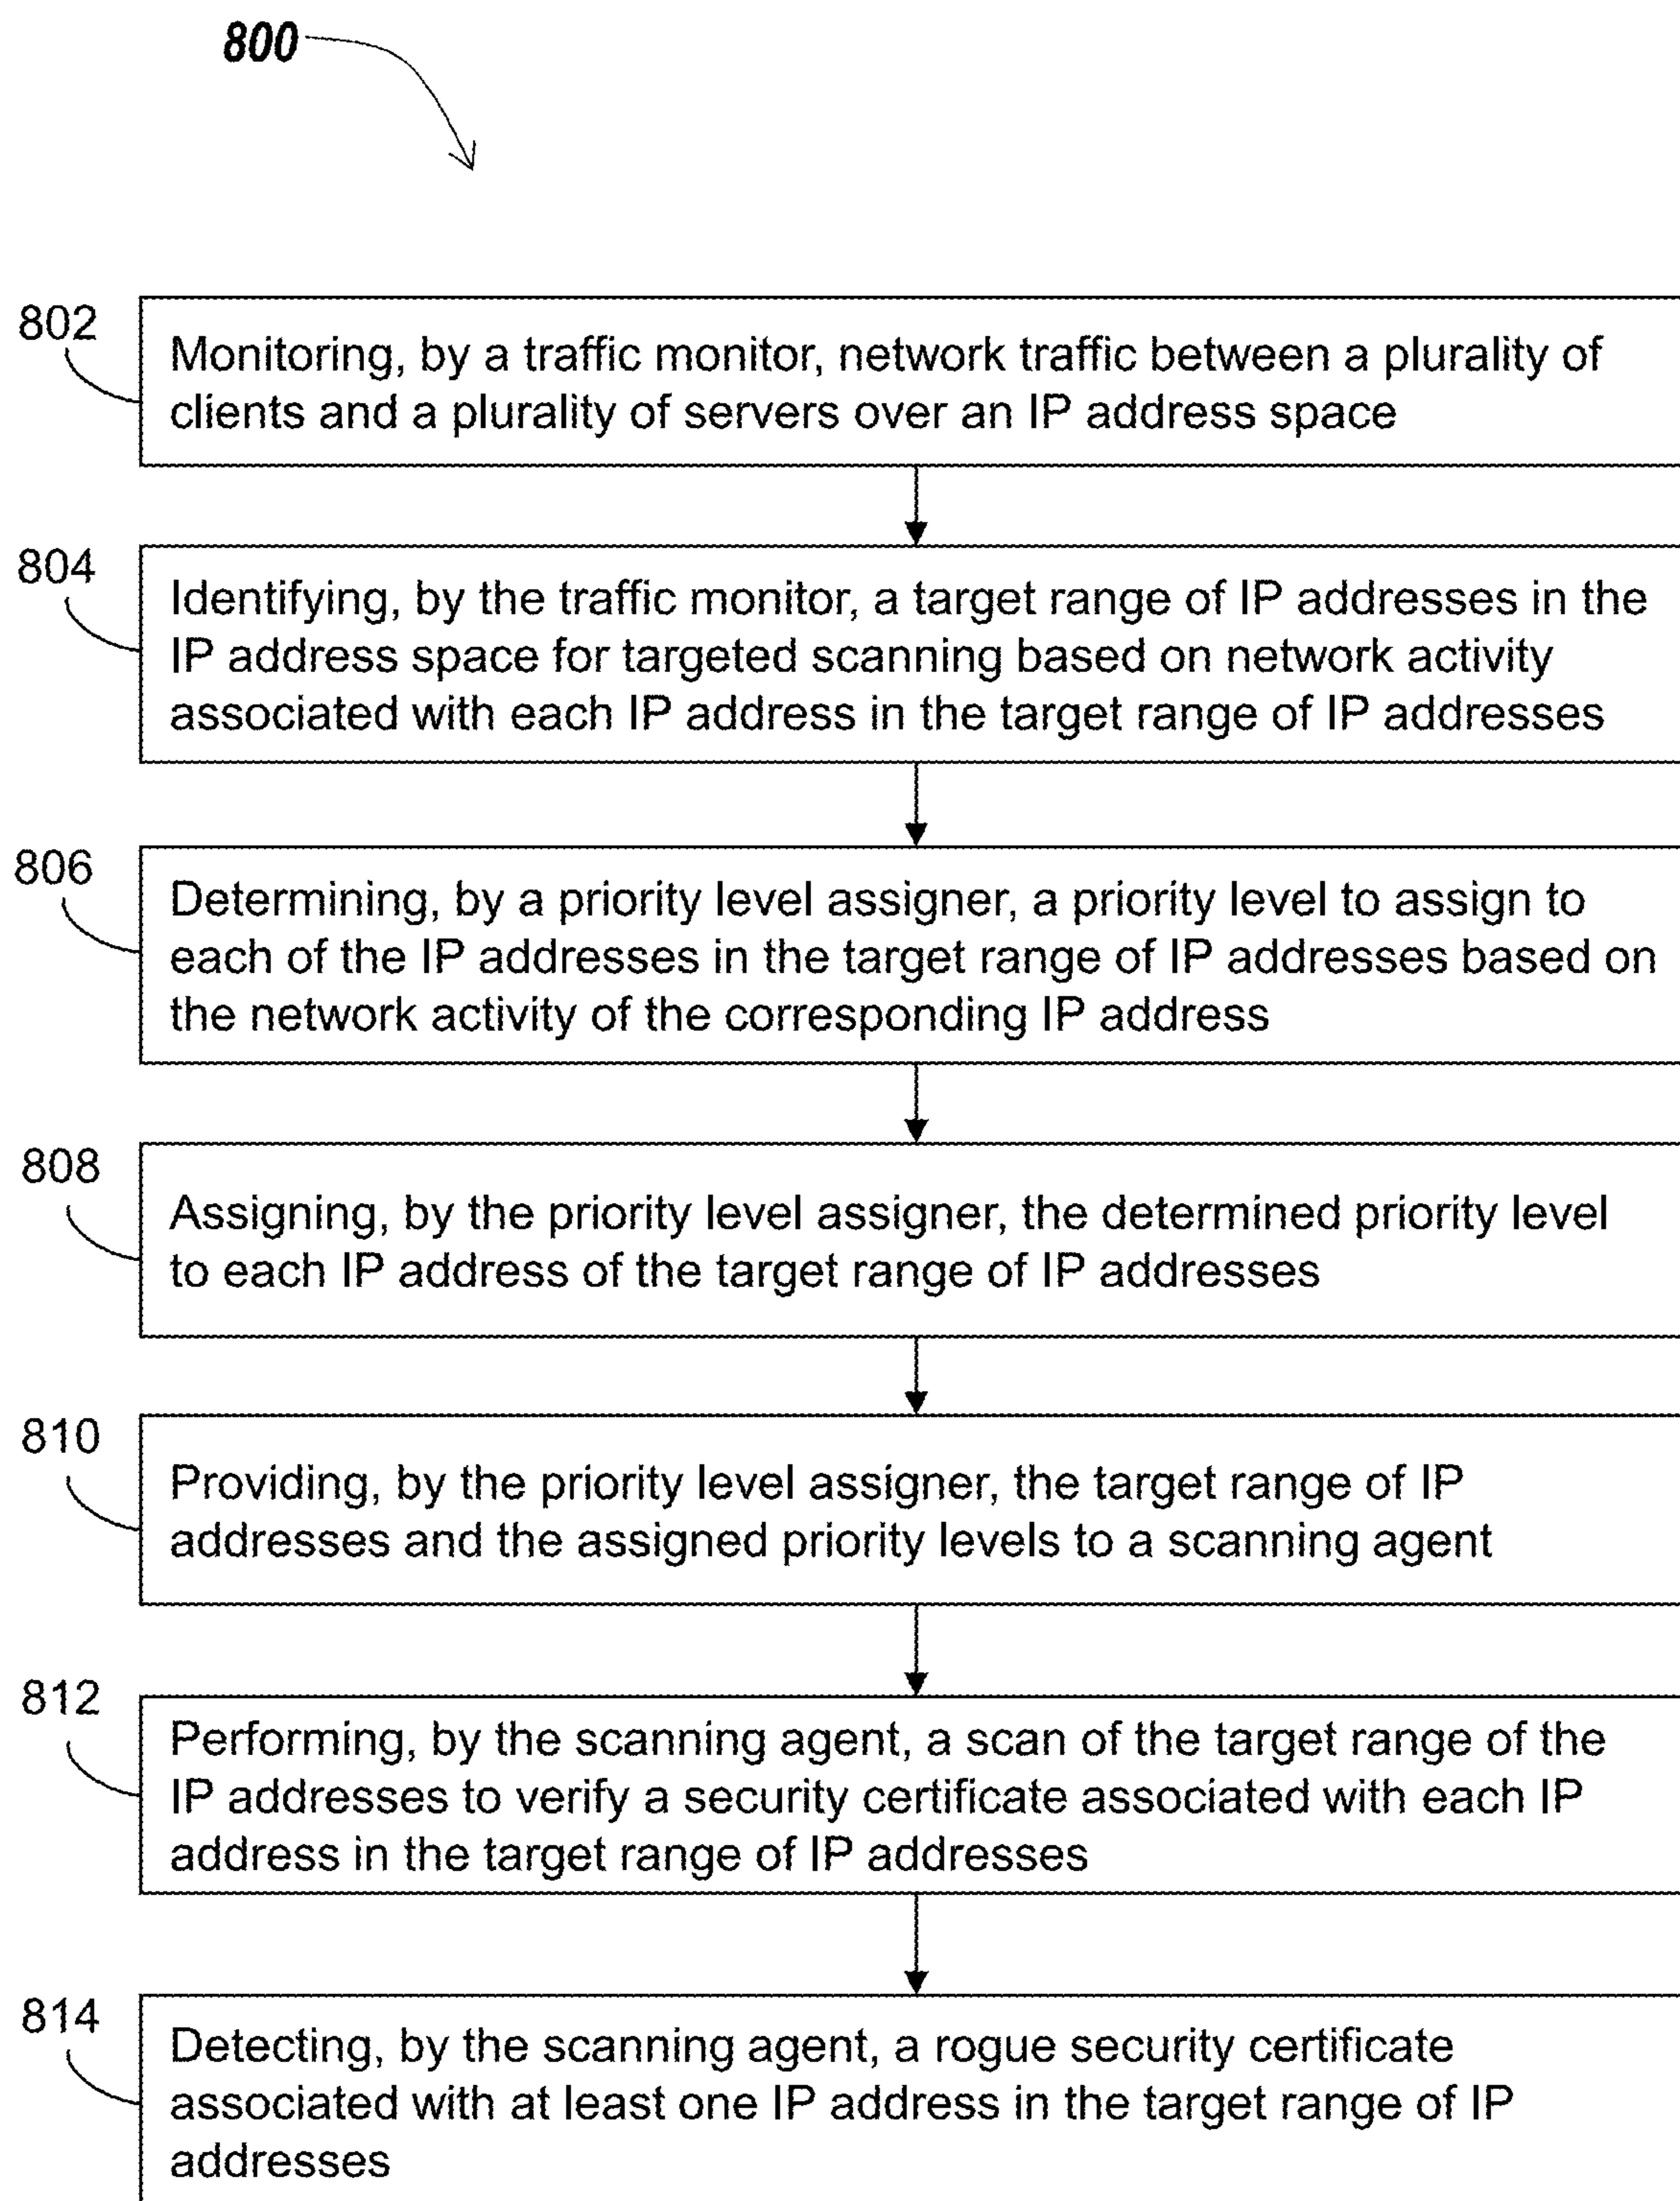 800
802
Monitoring, by a traffic monitor, network traffic between a plurality of
clients and a plurality of servers over an IP address space
804
Identifying, by the traffic monitor, a target range of IP addresses in the
IP address space for targeted scanning based on network activity
associated with each IP address in the target range of IP addresses
806
Determining, by a priority level assigner, a priority level to assign to
each of the IP addresses in the target range of IP addresses based on
the network activity of the corresponding IP address
808
Assigning, by the priority level assigner, the determined priority level
to each IP address of the target range of IP addresses
810
Providing, by the priority level assigner, the target range of IP
addresses and the assigned priority levels to a scanning agent
812
Performing, by the scanning agent, a scan of the target range of the
IP addresses to verify a security certificate associated with each IP
address in the target range of IP addresses
814
Detecting, by the scanning agent, a rogue security certificate
associated with at least one IP address in the target range of IP
addresses